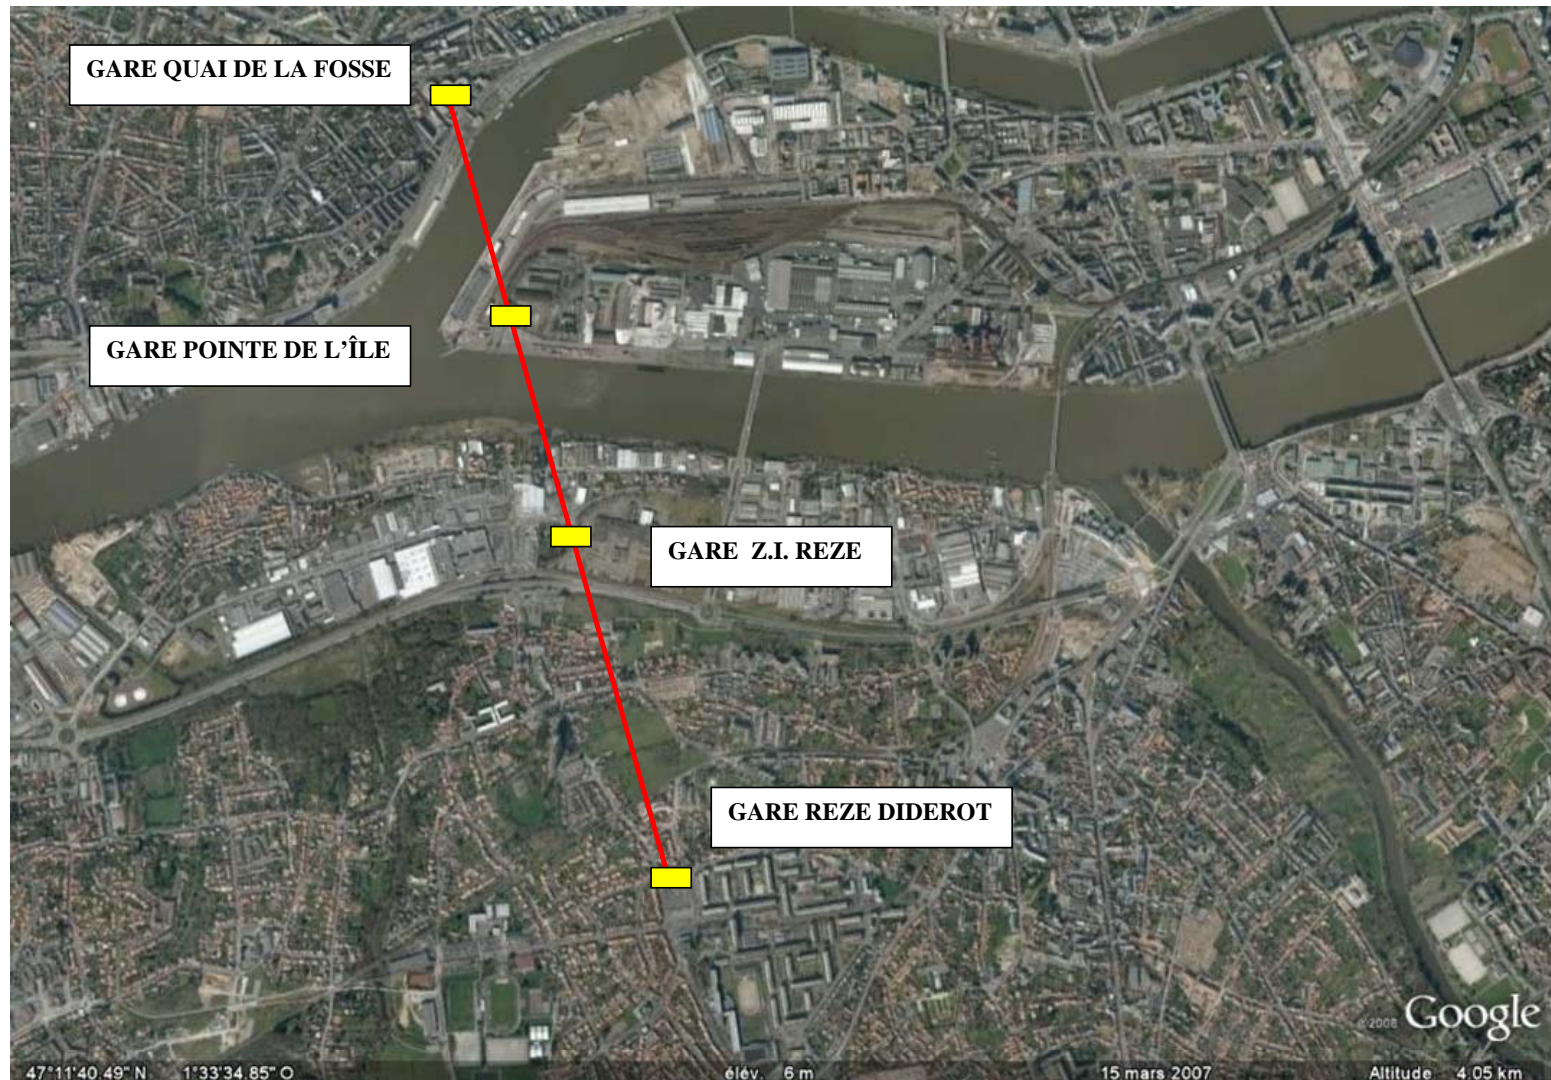 GARE QUAI DE LA FOSSE
GARE POINTE DE L'ÎLE
GARE Z.I. REZE
GARE REZE DIDEROT
©2008 Google
47°11'40.49" N 1°33'34.85" O élév. 6 m 15 mars 2007 Altitude 4.05 km